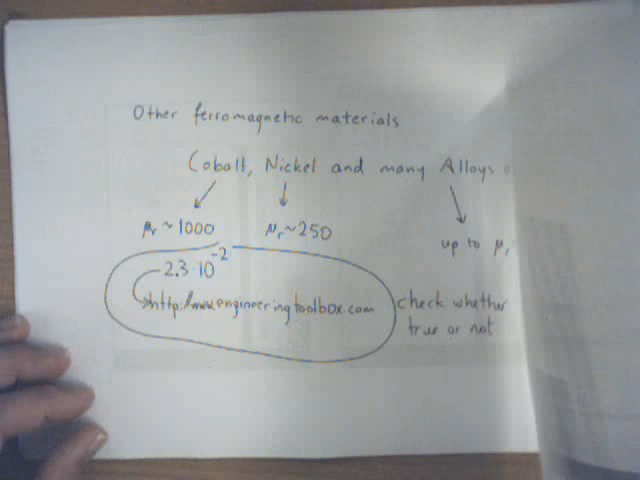 Other ferromagnetic materials
Cobalt, Nickel and many Alloys
μr ~ 1000 μr ~ 250
up to μr
2.3·10^-2
http://www.engineeringtoolbox.com check whether
true or not